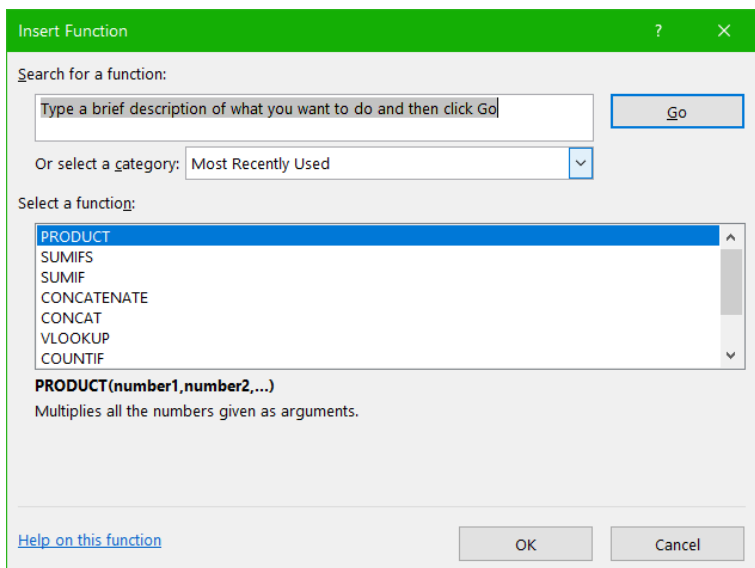 Insert Function
?
Search for a function:
Type a brief description of what you want to do and then click Go
Go
Or select a category: Most Recently Used
Select a function:
PRODUCT
SUMIFS
SUMIF
CONCATENATE
CONCAT
VLOOKUP
COUNTIF
PRODUCT(number1,number2,...)
Multiplies all the numbers given as arguments.
Help on this function
OK
Cancel